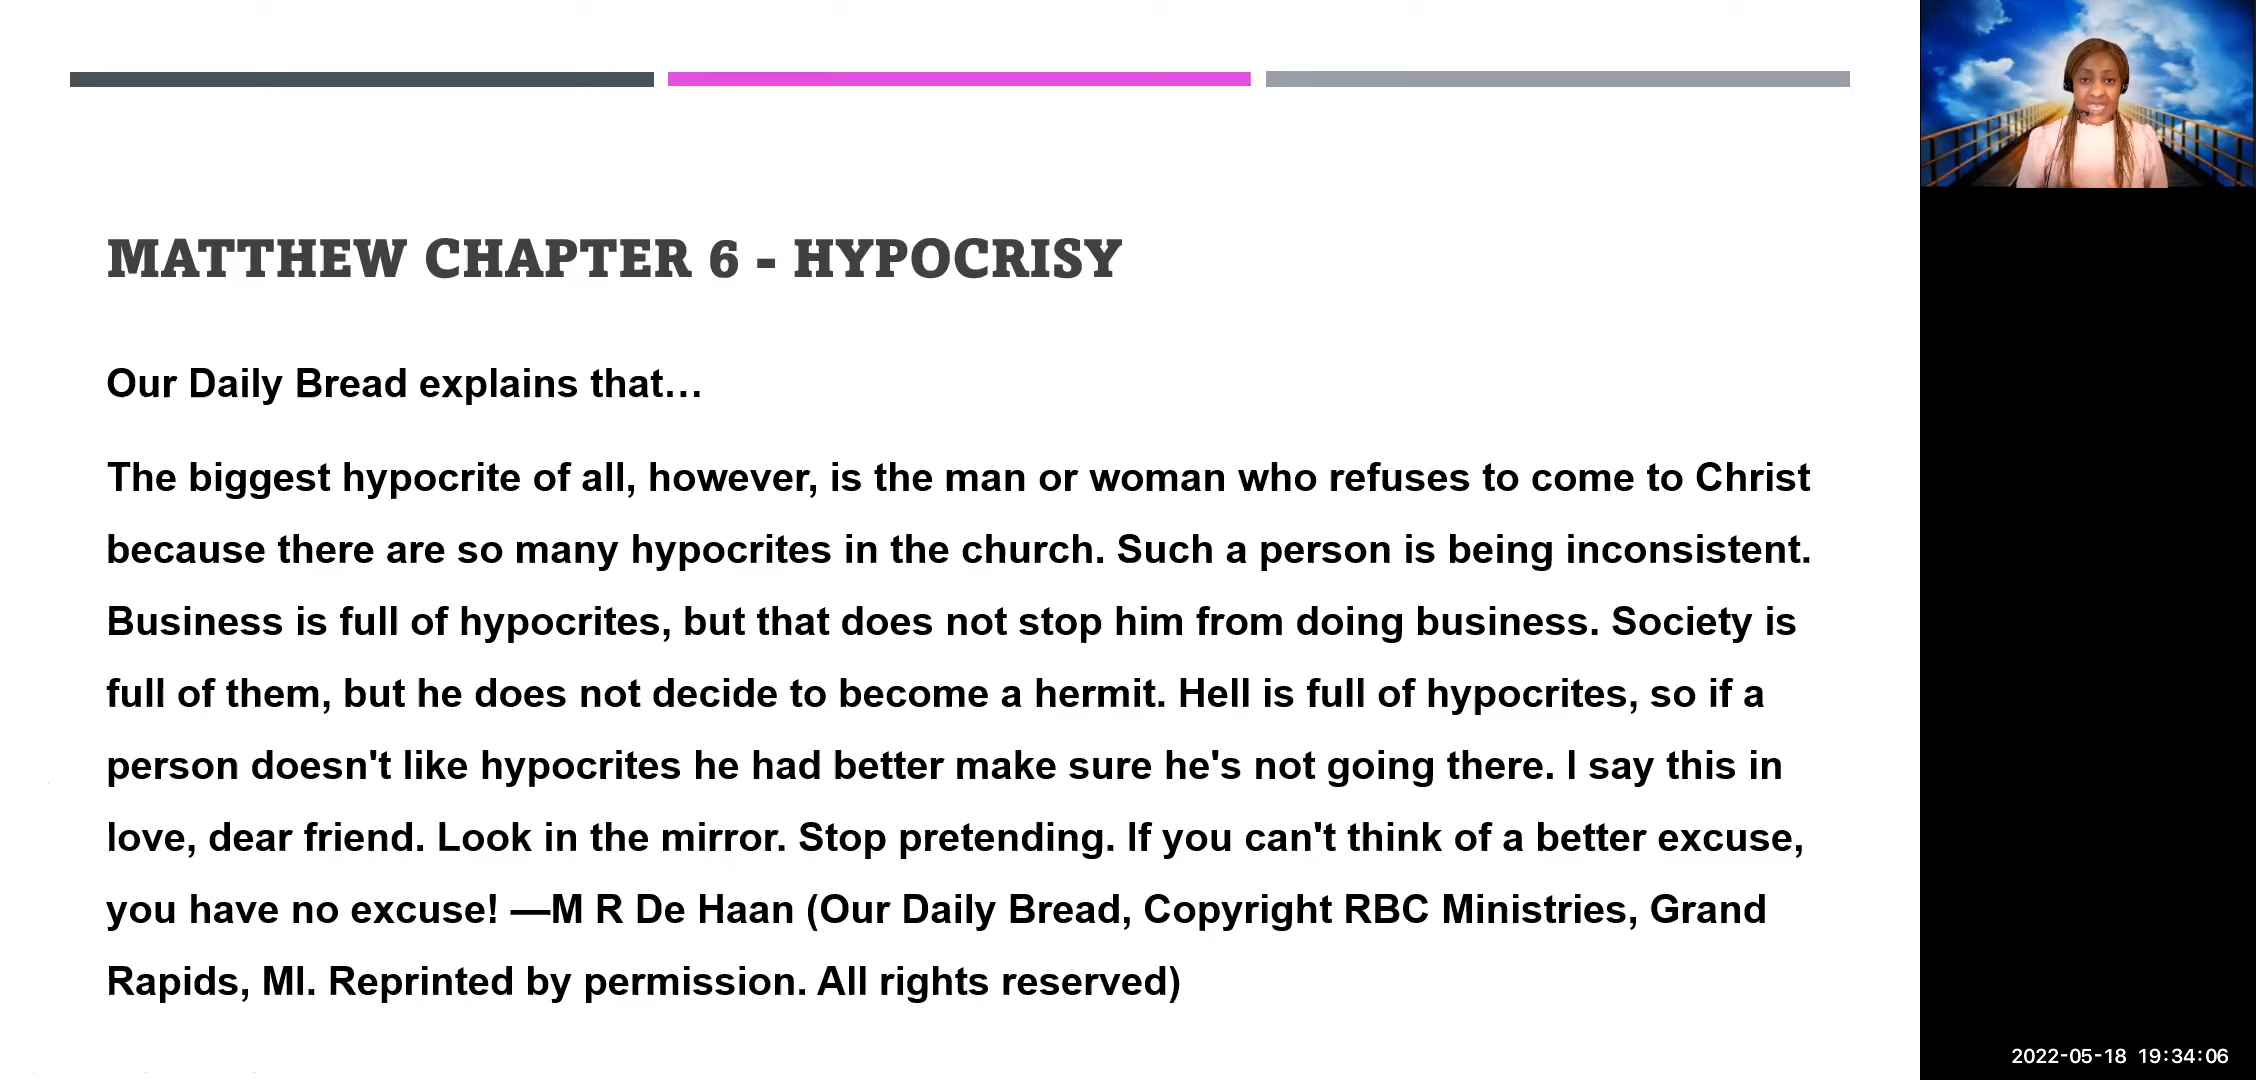 MATTHEW CHAPTER 6 - HYPOCRISY
Our Daily Bread explains that…
The biggest hypocrite of all, however, is the man or woman who refuses to come to Christ
because there are so many hypocrites in the church. Such a person is being inconsistent.
Business is full of hypocrites, but that does not stop him from doing business. Society is
full of them, but he does not decide to become a hermit. Hell is full of hypocrites, so if a
person doesn't like hypocrites he had better make sure he's not going there. I say this in
love, dear friend. Look in the mirror. Stop pretending. If you can't think of a better excuse,
you have no excuse! —M R De Haan (Our Daily Bread, Copyright RBC Ministries, Grand
Rapids, MI. Reprinted by permission. All rights reserved)
2022-05-18 19:34:06